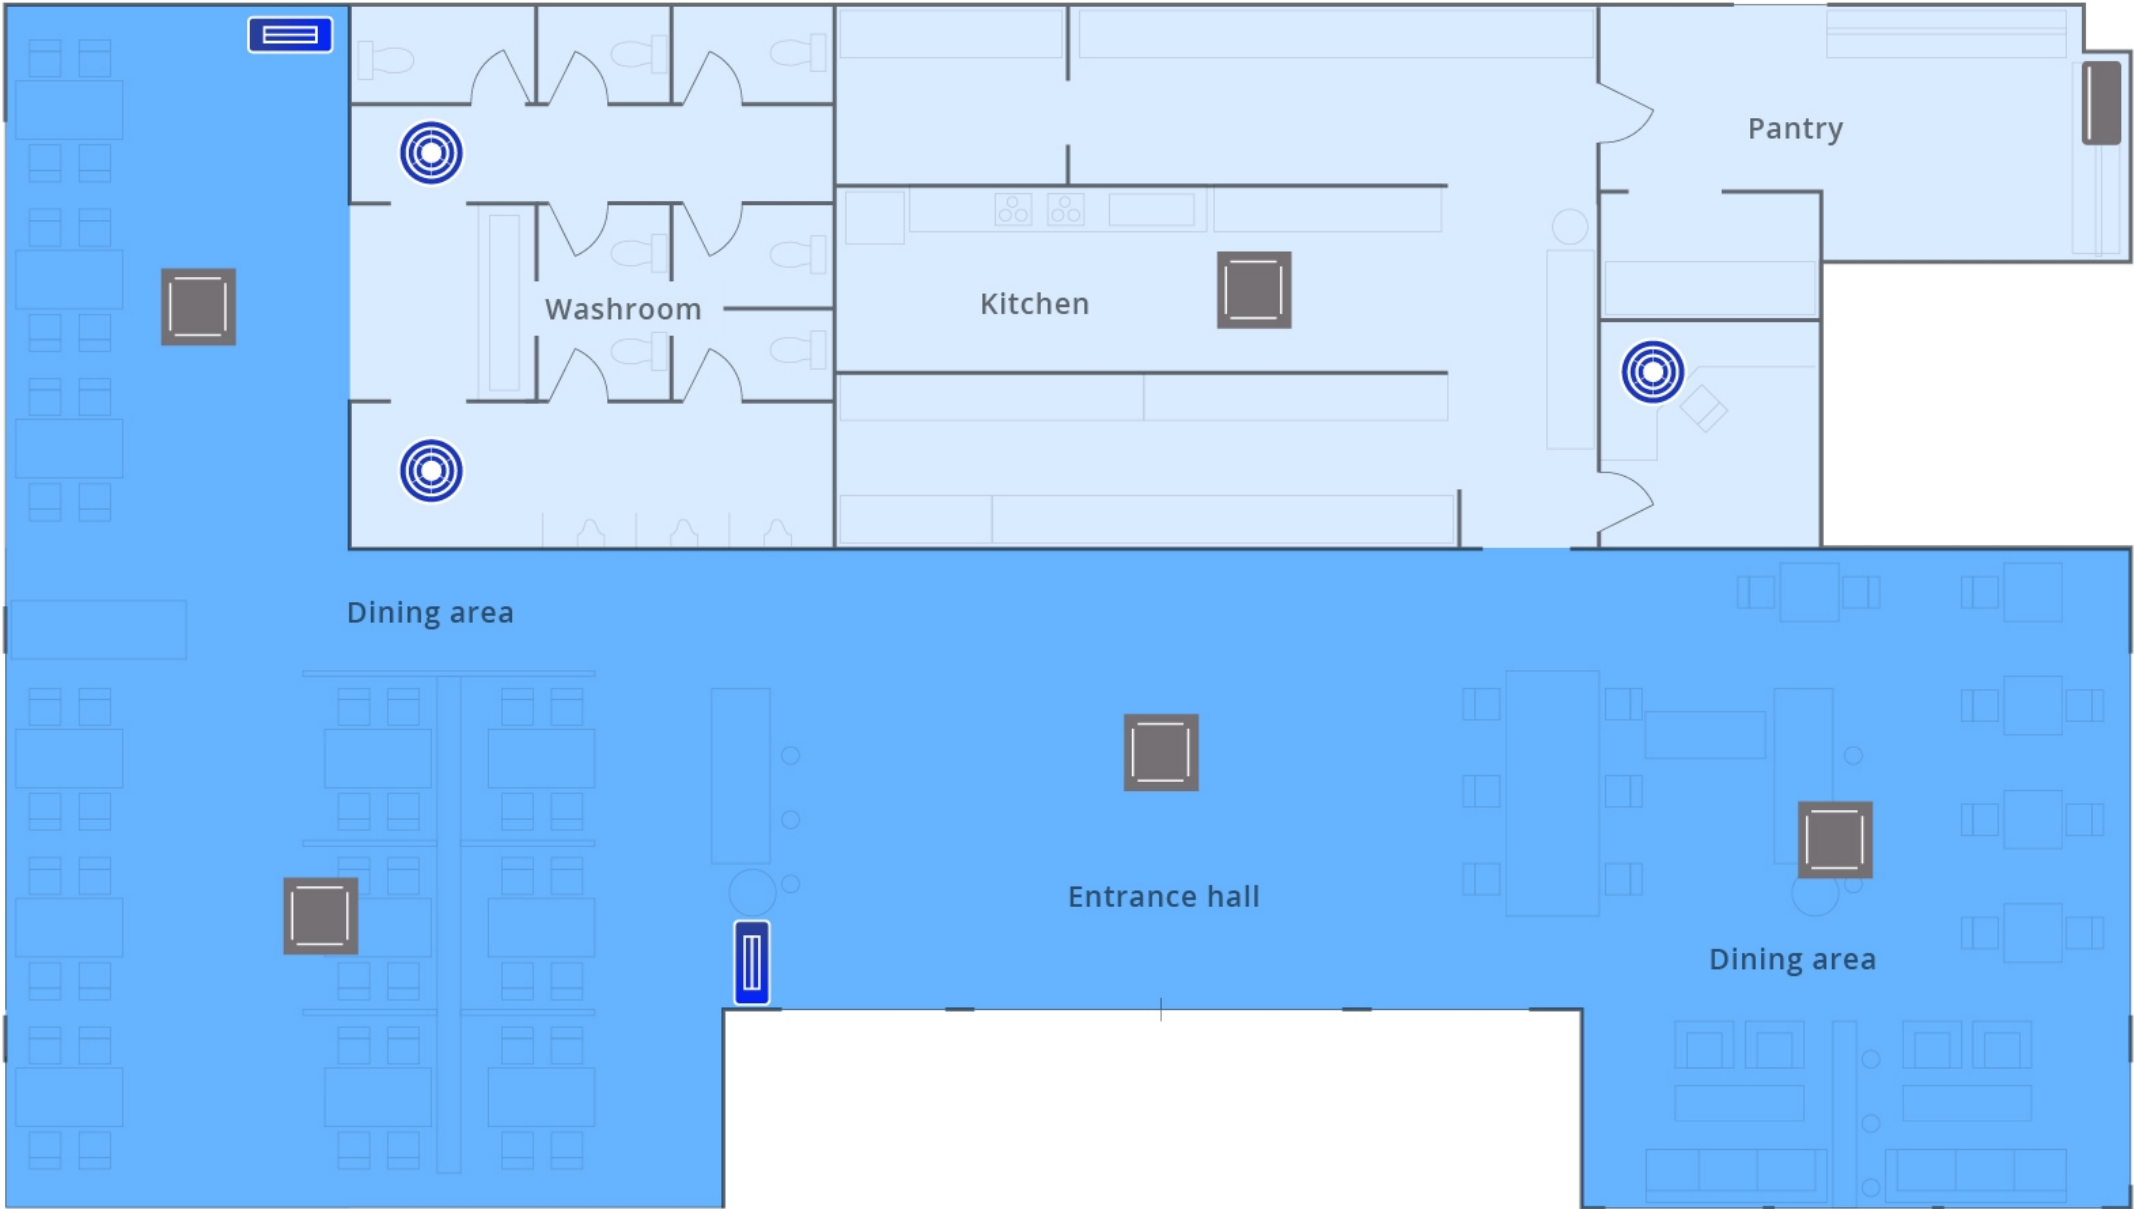 Pantry
Washroom
Kitchen
Dining area
Entrance hall
Dining area